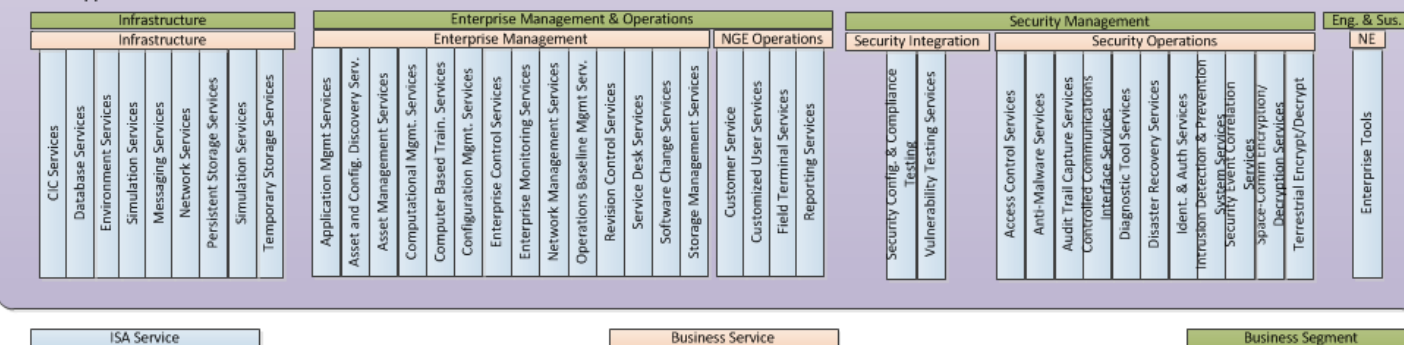 Infrastructure
Infrastructure
CIC Services
Database Services
Environment Services
Simulation Services
Messaging Services
Network Services
Persistent Storage Services
Simulation Services
Temporary Storage Services
Enterprise Management & Operations
Enterprise Management
Application Mgmt Services
Asset and Config. Discovery Serv.
Asset Management Services
Computational Mgmt. Services
Computer Based Train. Services
Configuration Mgmt. Services
Enterprise Control Services
Enterprise Monitoring Services
Network Management Services
Operations Baseline Mgmt Serv.
Revision Control Services
Service Desk Services
Software Change Services
Storage Management Services
NGE Operations
Customer Service
Customized User Services
Field Terminal Services
Reporting Services
Security Management
Security Integration
Security Config. & Compliance
Testing
Vulnerability Testing Services
Security Operations
Access Control Services
Anti-Malware Services
Audit Trail Capture Services
Controlled Communications
Interface Services
Diagnostic Tool Services
Disaster Recovery Services
Ident. & Auth Services
Intrusion Detection & Prevention
System Services
Security Event Correlation
Services
Space-Comm Encryption/
Decryption Services
Terrestrial Encrypt/Decrypt
Eng. & Sus.
NE
Enterprise Tools
ISA Service
Business Service
Business Segment